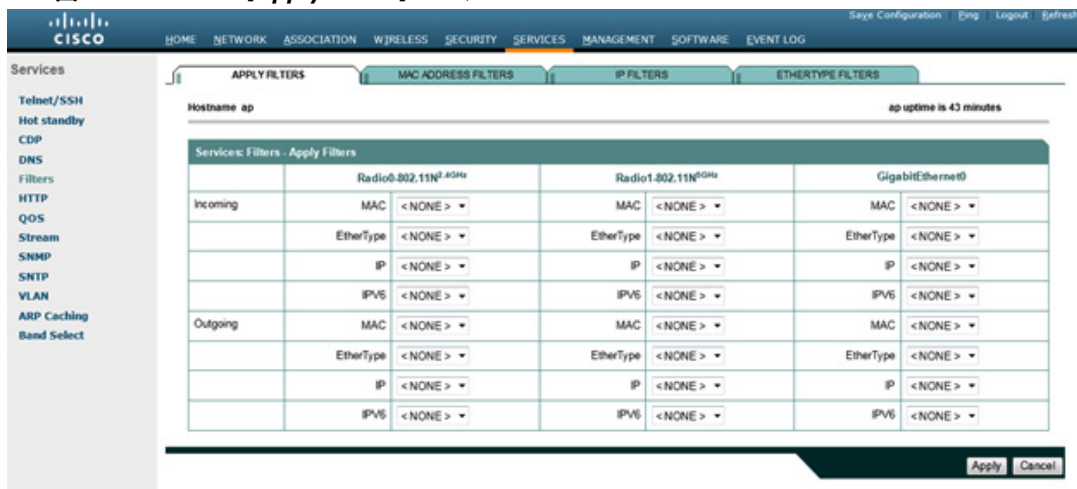 [Apply
Save Configuration Ping Logout Refresh
CISCO
HOME NETWORK ASSOCIATION WIRELESS SECURITY SERVICES MANAGEMENT SOFTWARE EVENT LOG
Services
Telnet/SSH
Hot standby
CDP
DNS
Filters
HTTP
QOS
Stream
SNMP
SNTP
VLAN
ARP Caching
Band Select
APPLY FILTERS MAC ADDRESS FILTERS IP FILTERS ETHERTYPE FILTERS
Hostname ap ap uptime is 43 minutes
Services: Filters - Apply Filters
Radio0-802.11N2.4GHz Radio1-802.11N5GHz GigabitEthernet0
Incoming MAC < NONE > MAC < NONE > MAC < NONE >
EtherType < NONE > EtherType < NONE > EtherType < NONE >
IP < NONE > IP < NONE > IP < NONE >
IPV6 < NONE > IPV6 < NONE > IPV6 < NONE >
Outgoing MAC < NONE > MAC < NONE > MAC < NONE >
EtherType < NONE > EtherType < NONE > EtherType < NONE >
IP < NONE > IP < NONE > IP < NONE >
IPV6 < NONE > IPV6 < NONE > IPV6 < NONE >
Apply Cancel